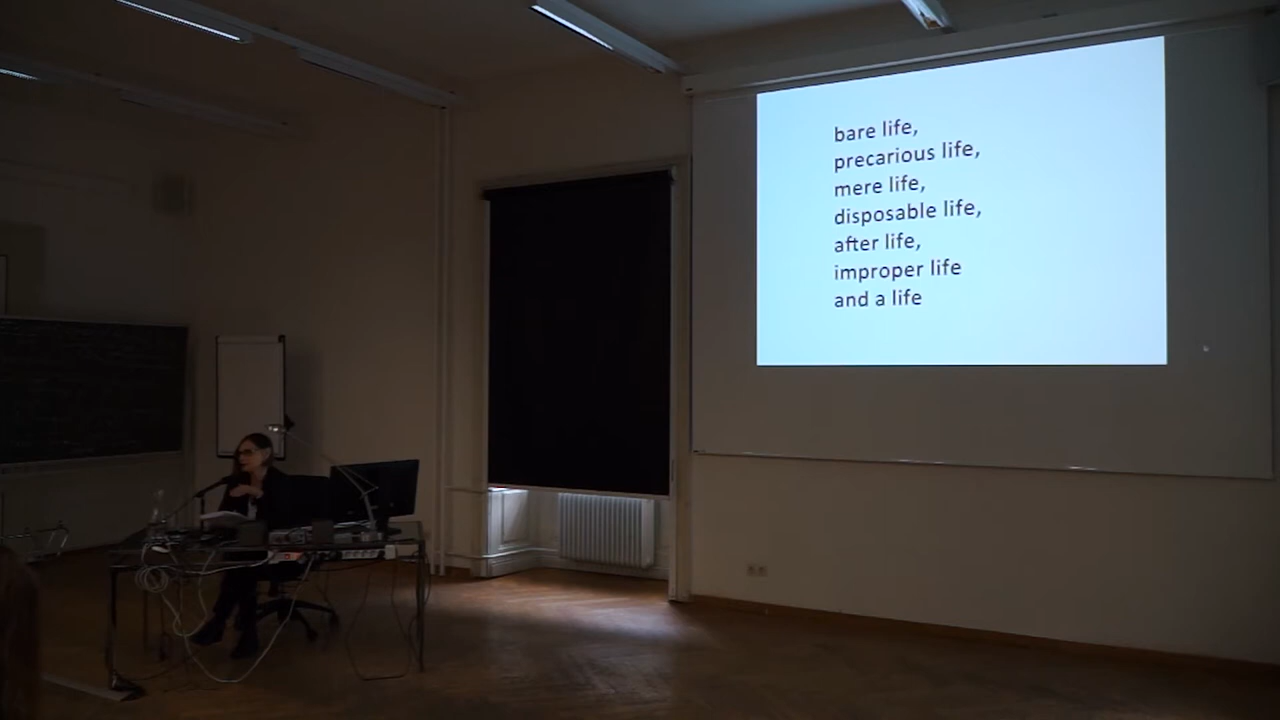 bare life,
precarious life,
mere life,
disposable life,
after life,
improper life
and a life